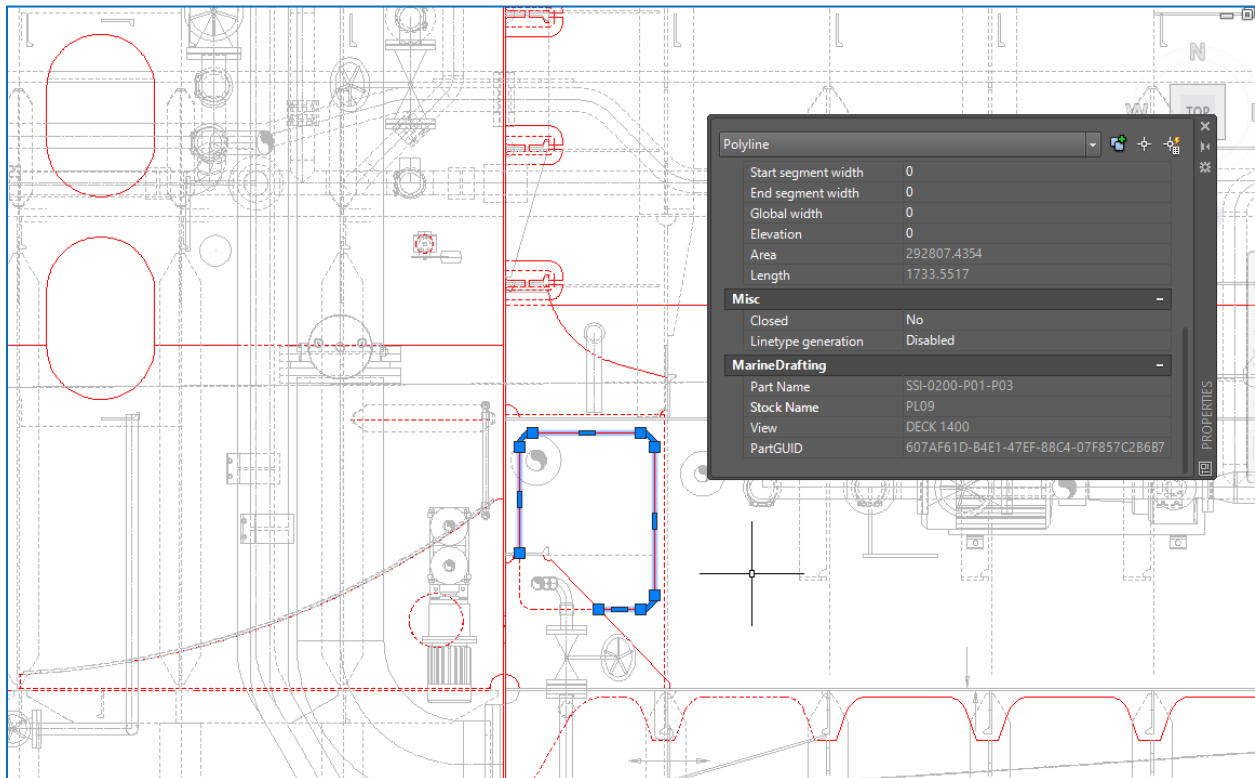 N
W
TOP
Polyline
Start segment width 0
End segment width 0
Global width 0
Elevation 0
Area 292807.4354
Length 1733.5517
Misc
Closed No
Linetype generation Disabled
MarineDrafting
Part Name SSI-0200-P01-P03
Stock Name PL09
View DECK 1400
PartGUID 607AF61D-B4E1-47EF-88C4-07F857C2B6B7
PROPERTIES